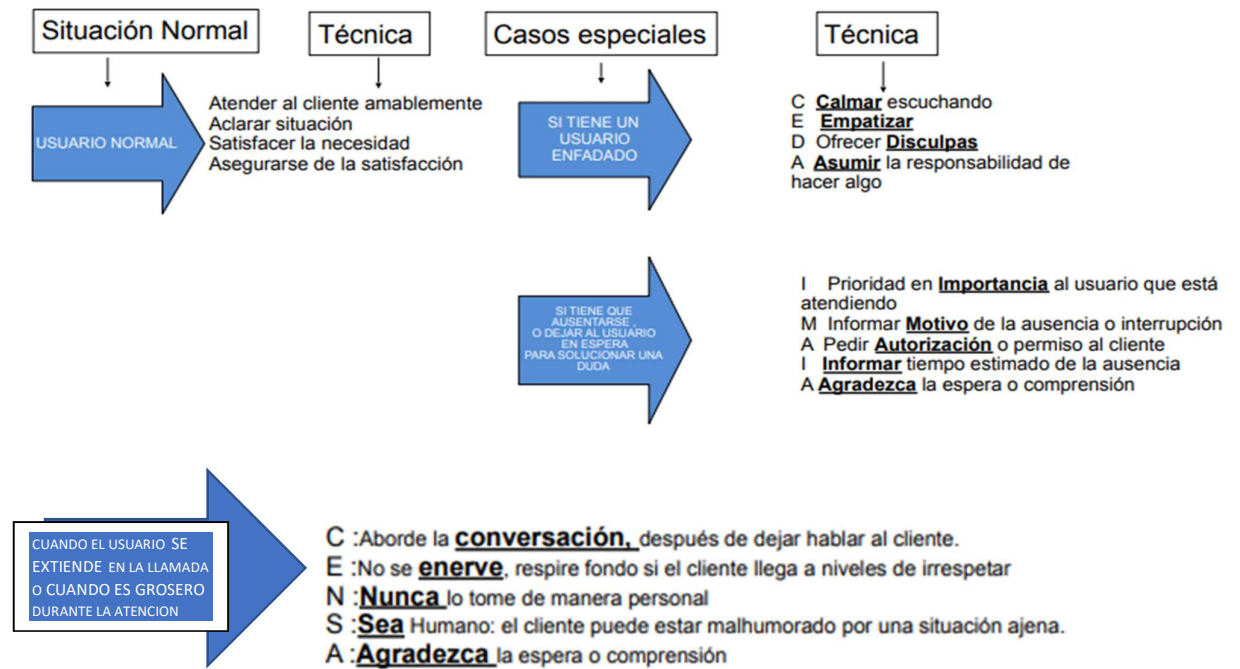 Situación Normal
Técnica
Casos especiales
Técnica
USUARIO NORMAL
Atender al cliente amablemente
Aclarar situación
Satisfacer la necesidad
Asegurarse de la satisfacción
SI TIENE UN
USUARIO
ENFADADO
C Calmar escuchando
E Empatizar
D Ofrecer Disculpas
A Asumir la responsabilidad de
hacer algo
SI TIENE QUE
AUSENTARSE ,
O DEJAR AL USUARIO
EN ESPERA
PARA SOLUCIONAR UNA
DUDA
I Prioridad en Importancia al usuario que está
atendiendo
M Informar Motivo de la ausencia o interrupción
A Pedir Autorización o permiso al cliente
I Informar tiempo estimado de la ausencia
A Agradezca la espera o comprensión
CUANDO EL USUARIO SE
EXTIENDE EN LA LLAMADA
O CUANDO ES GROSERO
DURANTE LA ATENCION
C :Aborde la conversación, después de dejar hablar al cliente.
E :No se enerve, respire fondo si el cliente llega a niveles de irrespetar
N :Nunca lo tome de manera personal
S :Sea Humano: el cliente puede estar malhumorado por una situación ajena.
A :Agradezca la espera o comprensión